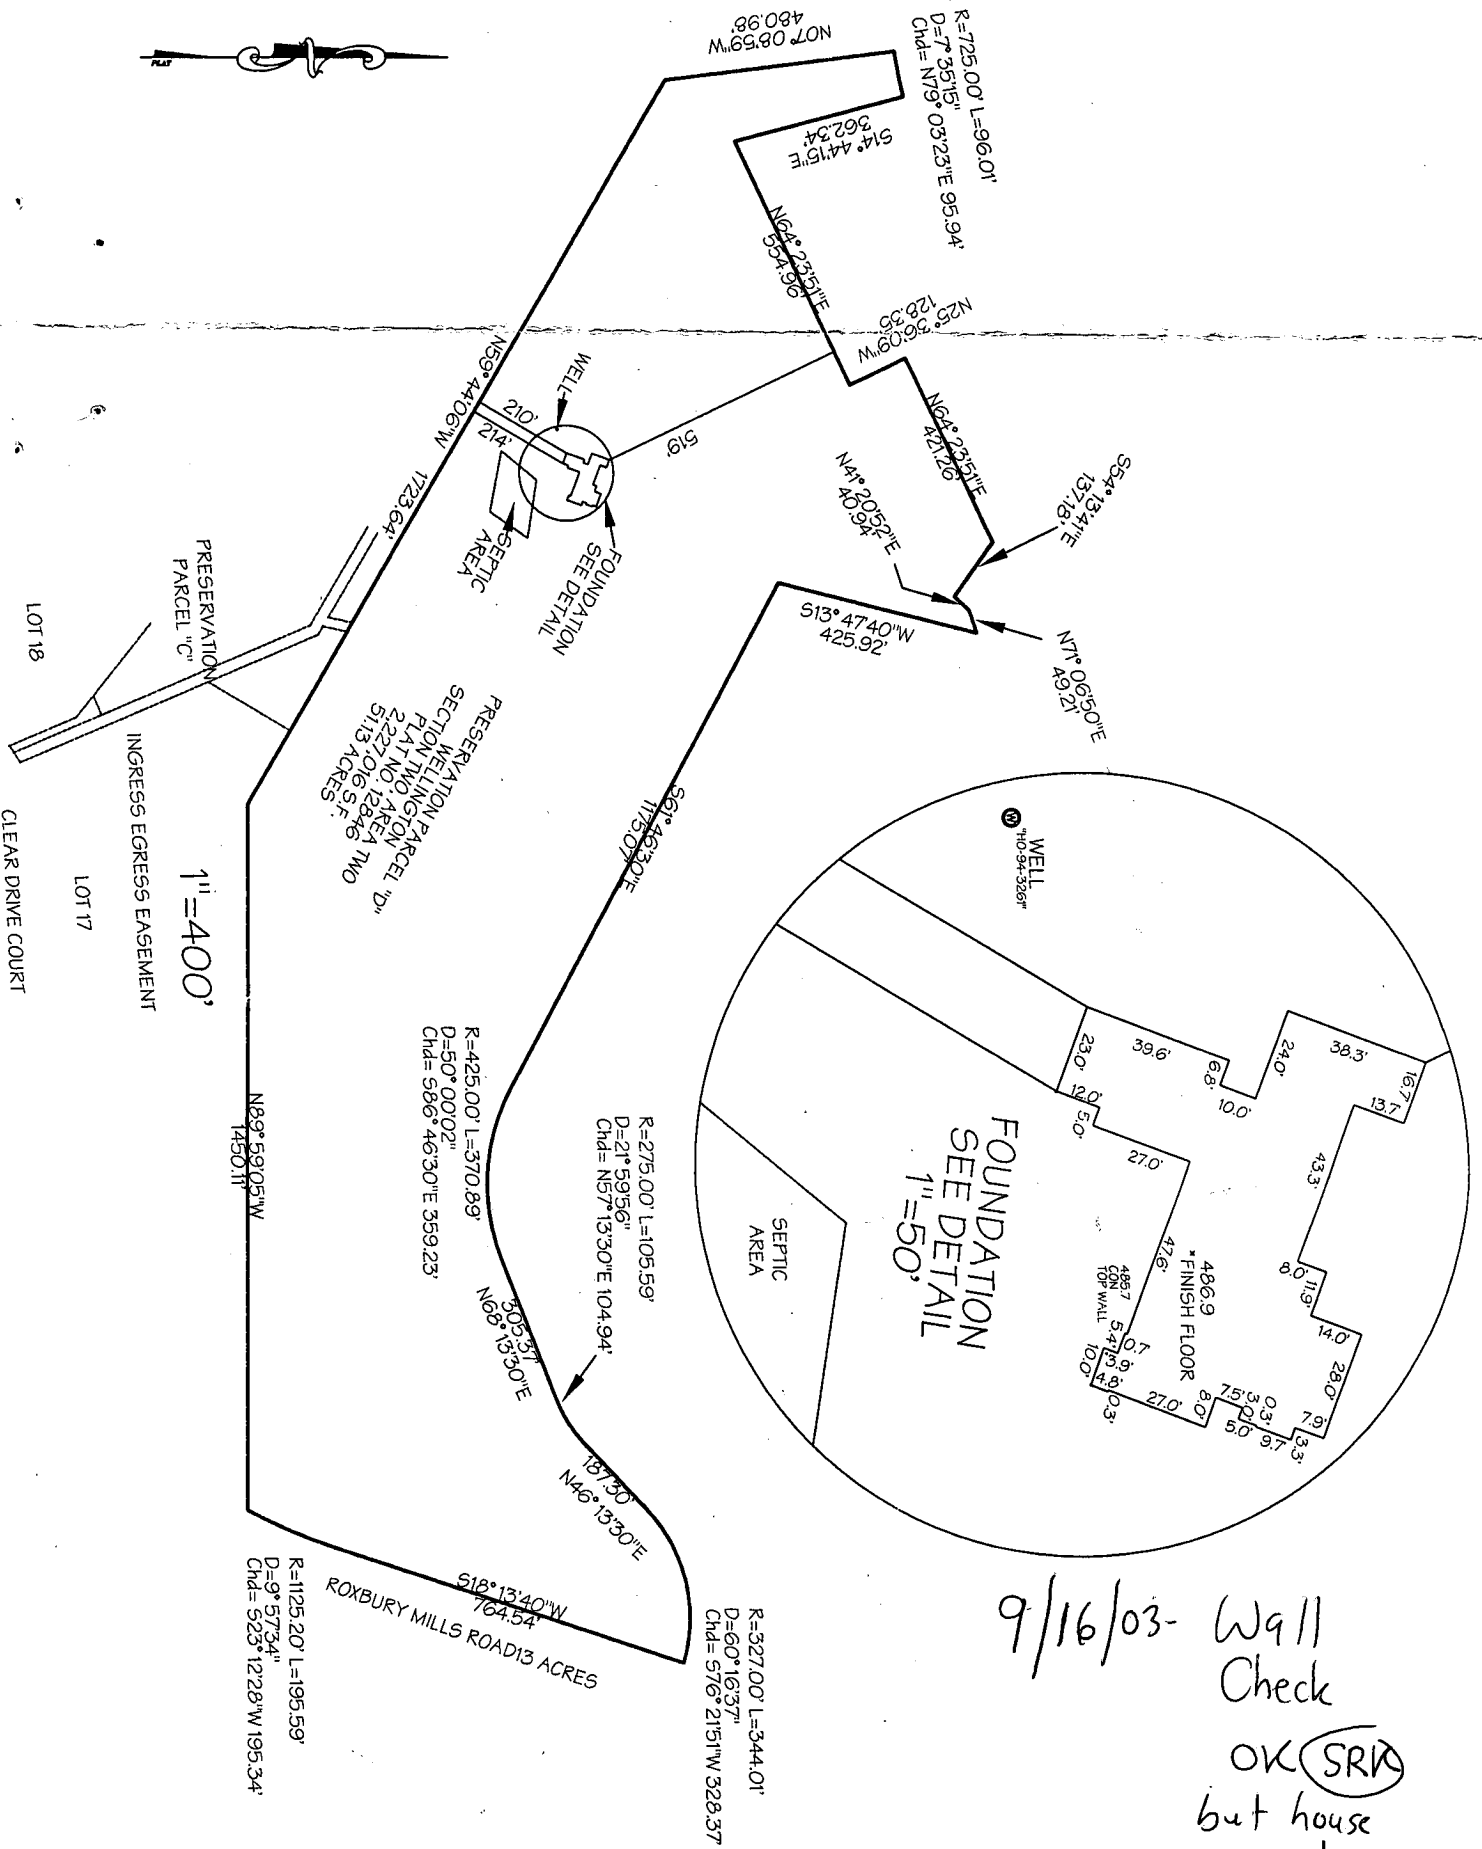 PLAT
N07° 08'59"W
480.98'
R=725.00' L=96.01'
D=7° 35'15"
Chd= N79° 03'23"E 95.94'
S14° 44'15"E
362.34'
N64° 23'51"E
554.96'
N25° 36'09"W
128.35'
N64° 23'51"E
421.26'
S54° 13'41"E
137.18'
N41° 20'52"E
40.94'
N71° 06'50"E
49.21'
S13° 47'40"W
425.92'
N59° 44'06"W
1723.64'
WELL
210'
214'
519'
SEPTIC
AREA
FOUNDATION
SEE DETAIL
PRESERVATION
PARCEL "C"
LOT 18
INGRESS EGRESS EASEMENT
LOT 17
CLEAR DRIVE COURT
1"=400'
PRESERVATION PARCEL "D"
WELLINGTON
SECTION TWO, AREA TWO
PLAT NO. 12846
2,227,016 S.F.
51.13 ACRES
S61° 46'30"E
1175.07'
R=425.00' L=370.89'
D=50° 00'02"
Chd= S86° 46'30"E 359.23'
R=275.00' L=105.59'
D=21° 59'56"
Chd= N57° 13'30"E 104.94'
305.37'
N68° 13'30"E
187.30'
N46° 13'30"E
N89° 59'05"W
1450.11'
S18° 13'40"W
764.54'
ROXBURY MILLS ROAD13 ACRES
R=1125.20' L=195.59'
D=9° 57'34"
Chd= S23° 12'28"W 195.34'
R=327.00' L=344.01'
D=60° 16'37"
Chd= S76° 21'51"W 328.37'
WELL
"HO-94-3261"
W
23.0'
39.6'
6.8'
10.0'
24.0'
38.3'
16.7'
13.7'
43.3'
8.0'
11.9'
14.0'
28.0'
7.9'
3.3'
9.7'
0.3'
5.0'
3.0'
7.5'
8.0'
27.0'
0.3'
4.8'
10.0'
3.9'
5.4'
0.7'
47.6'
27.0'
5.0'
12.0'
486.9
" FINISH FLOOR
485.7
CON
TOP WALL
FOUNDATION
SEE DETAIL
1"=50'
SEPTIC
AREA
9/16/03- Wall
Check
OK SRK
but house